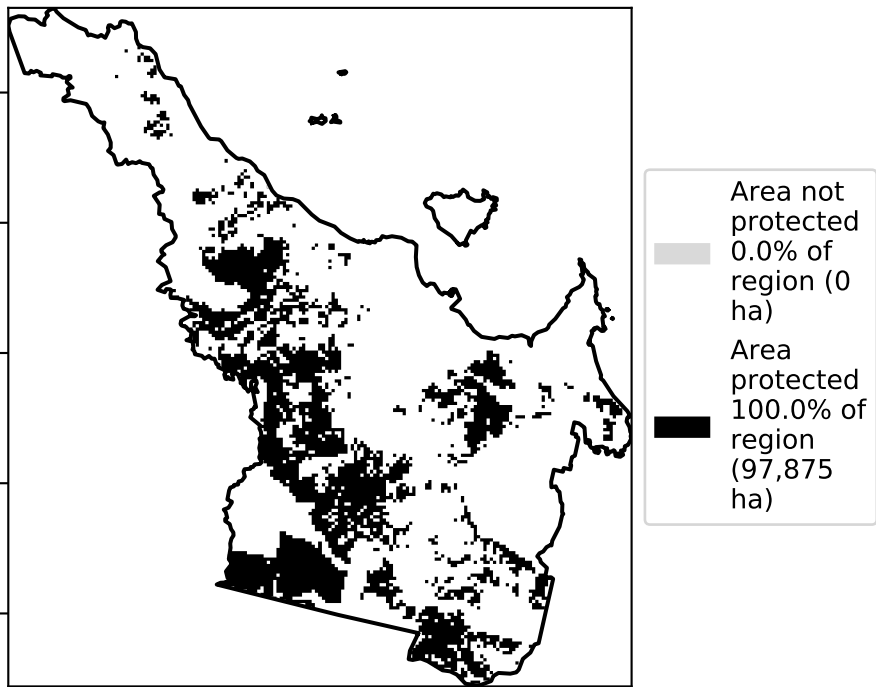 Area not
protected
0.0% of
region (0
ha)
Area
protected
100.0% of
region
(97,875
ha)